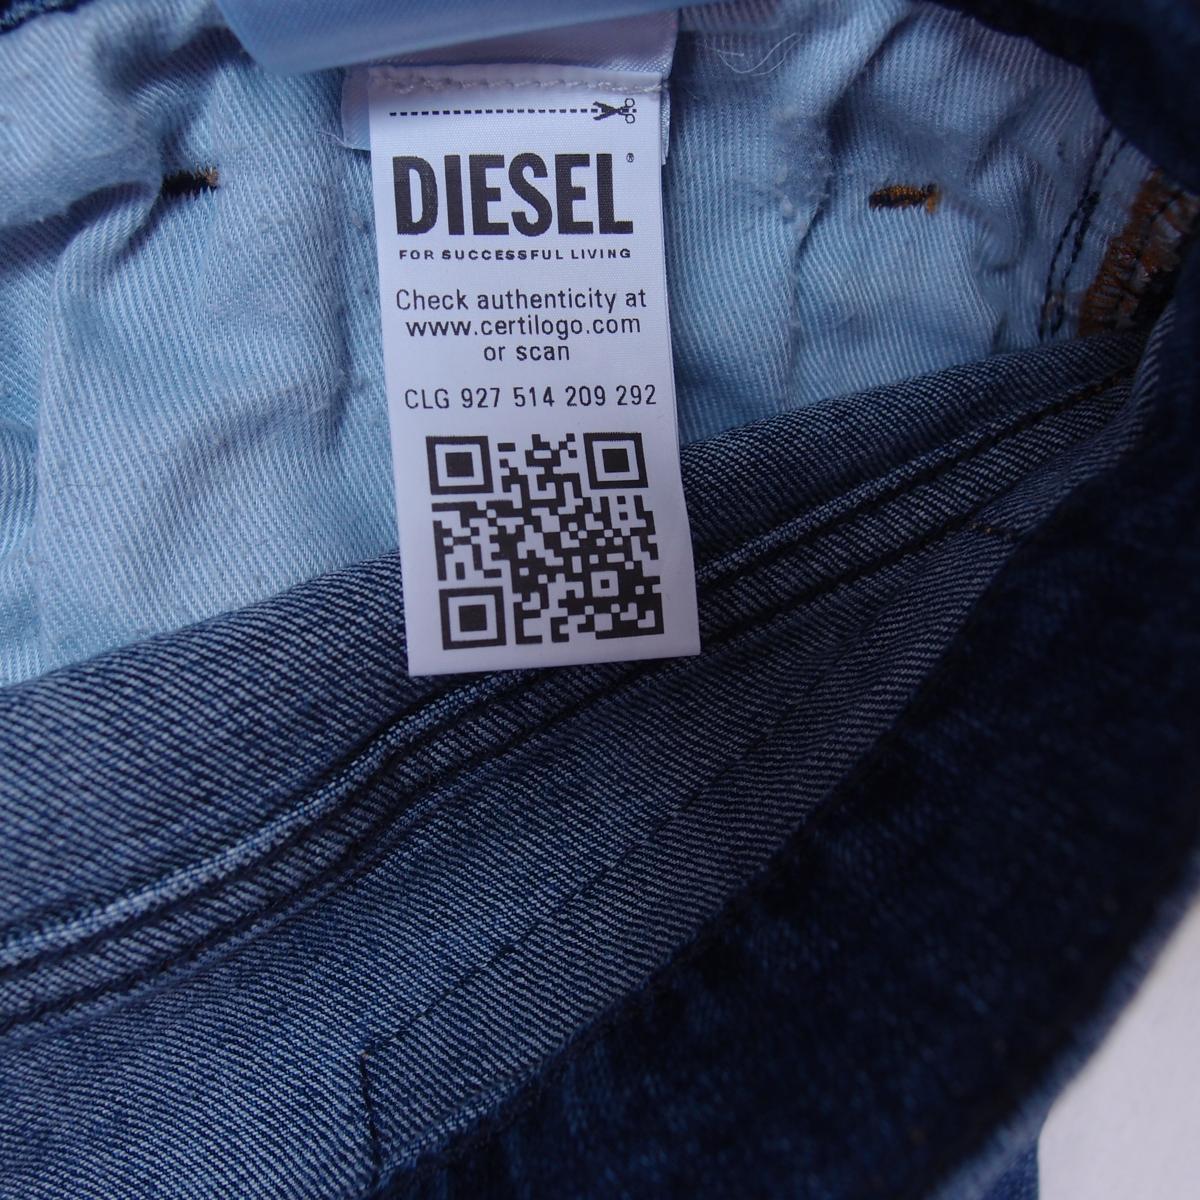 DIESEL®
FOR SUCCESSFUL LIVING
Check authenticity at
www.certilogo.com
or scan
CLG 927 514 209 292